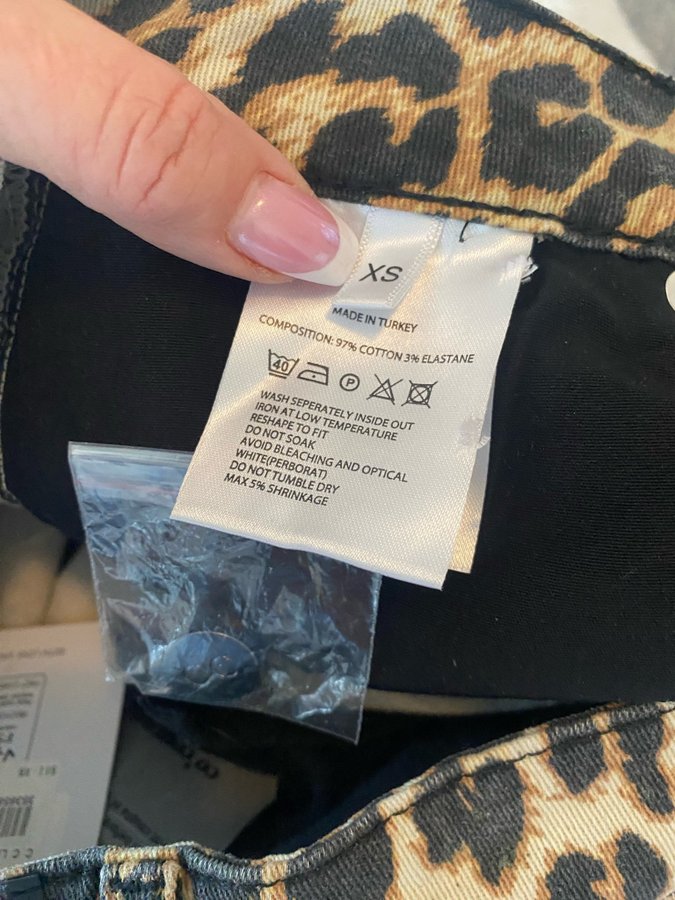 XS
MADE IN TURKEY
COMPOSITION: 97% COTTON 3% ELASTANE
40 P
WASH SEPERATELY INSIDE OUT
IRON AT LOW TEMPERATURE
RESHAPE TO FIT
DO NOT SOAK
AVOID BLEACHING AND OPTICAL
WHITE(PERBORAT)
DO NOT TUMBLE DRY
MAX 5% SHRINKAGE